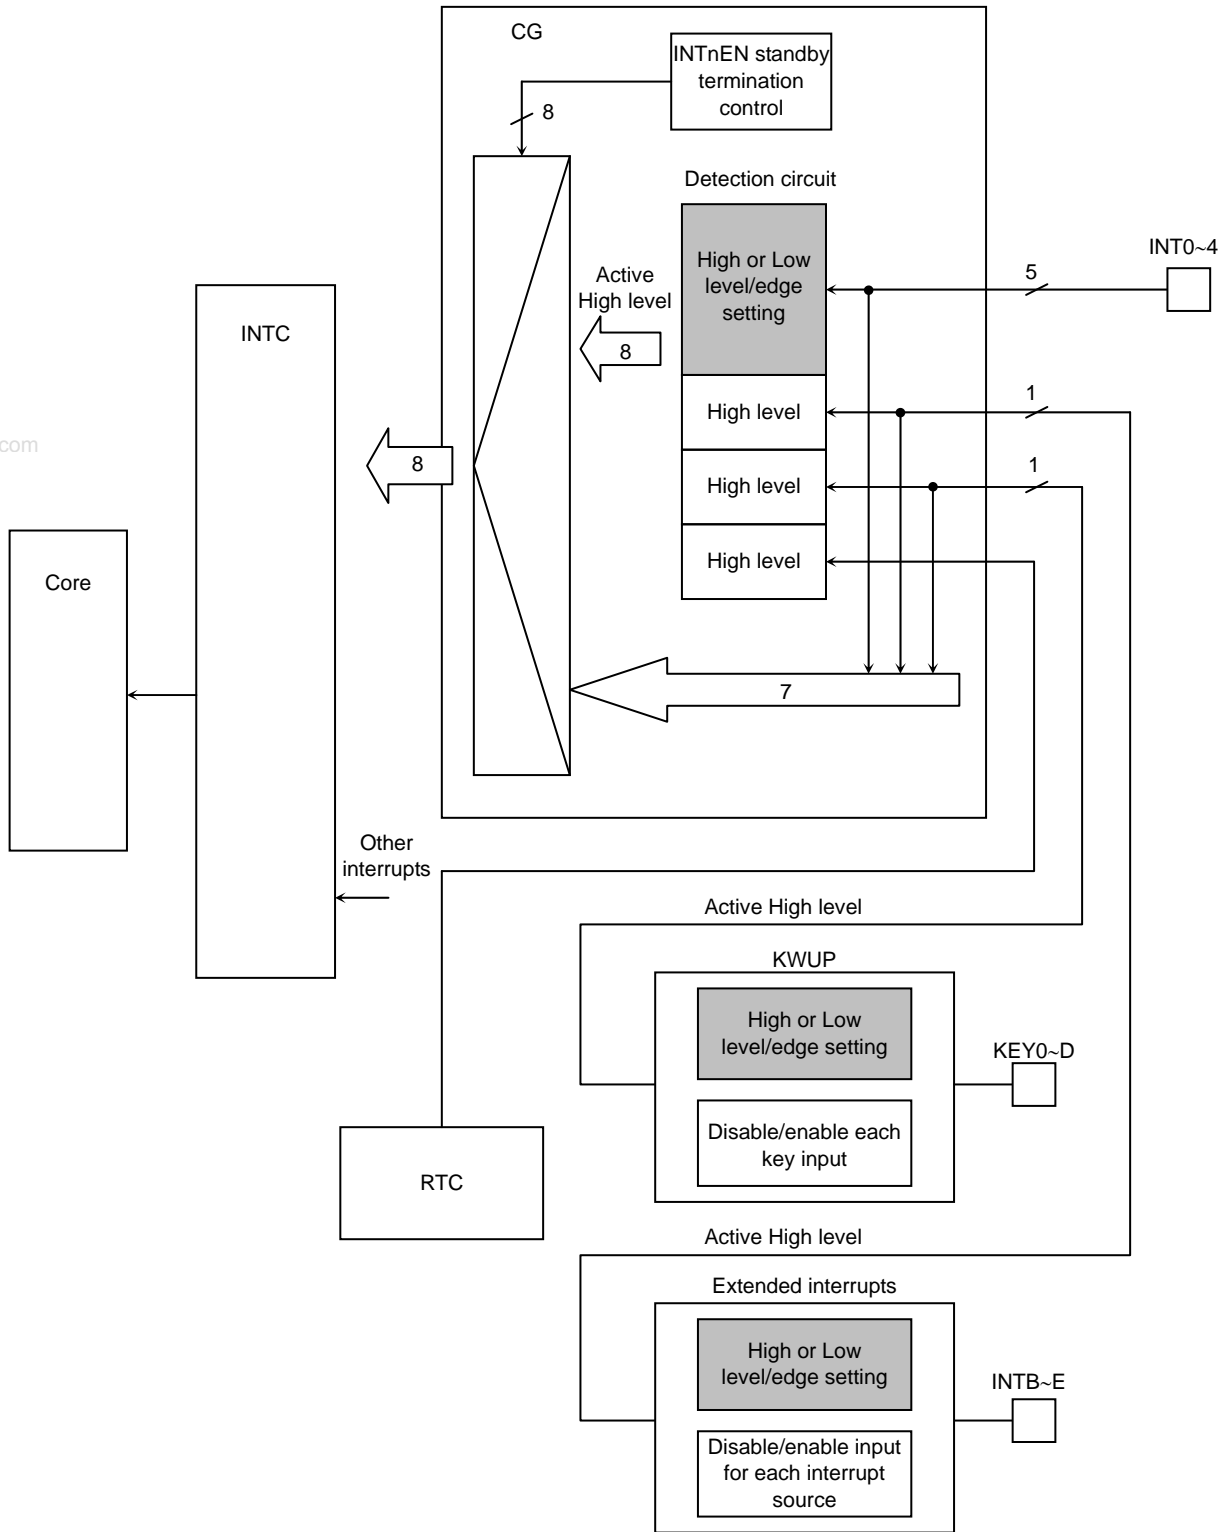 CG
INTnEN standby
termination
control
8
Detection circuit
INT0~4
High or Low
level/edge
setting
5
Active
High level
8
INTC
High level
1
.com
8
High level
1
High level
Core
7
Other
interrupts
Active High level
KWUP
High or Low
level/edge setting
KEY0~D
Disable/enable each
key input
RTC
Active High level
Extended interrupts
High or Low
level/edge setting
INTB~E
Disable/enable input
for each interrupt
source